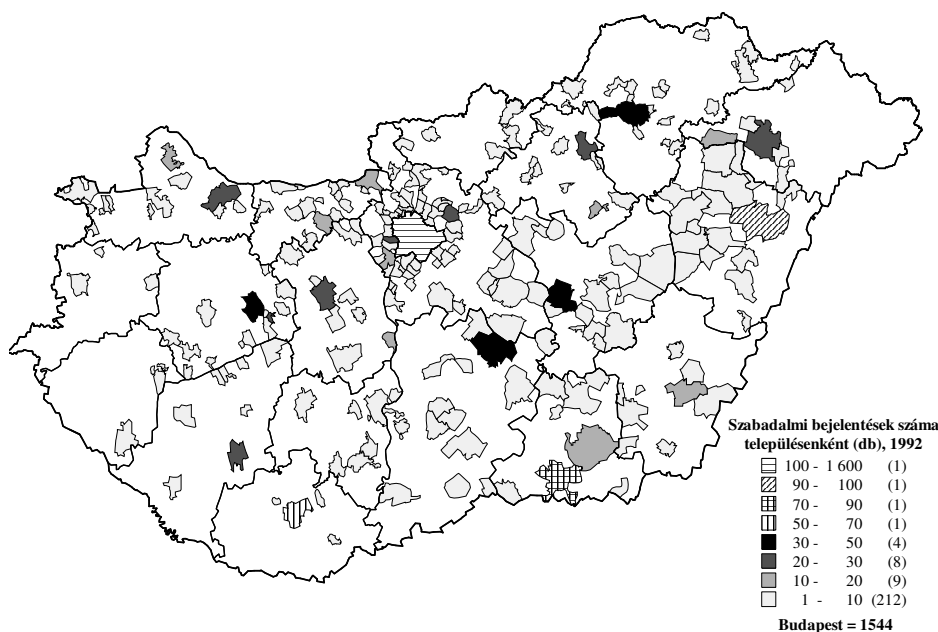 Szabadalmi bejelentések száma
településenként (db), 1992
100 - 1 600 (1)
90 - 100 (1)
70 - 90 (1)
50 - 70 (1)
30 - 50 (4)
20 - 30 (8)
10 - 20 (9)
1 - 10 (212)
Budapest = 1544